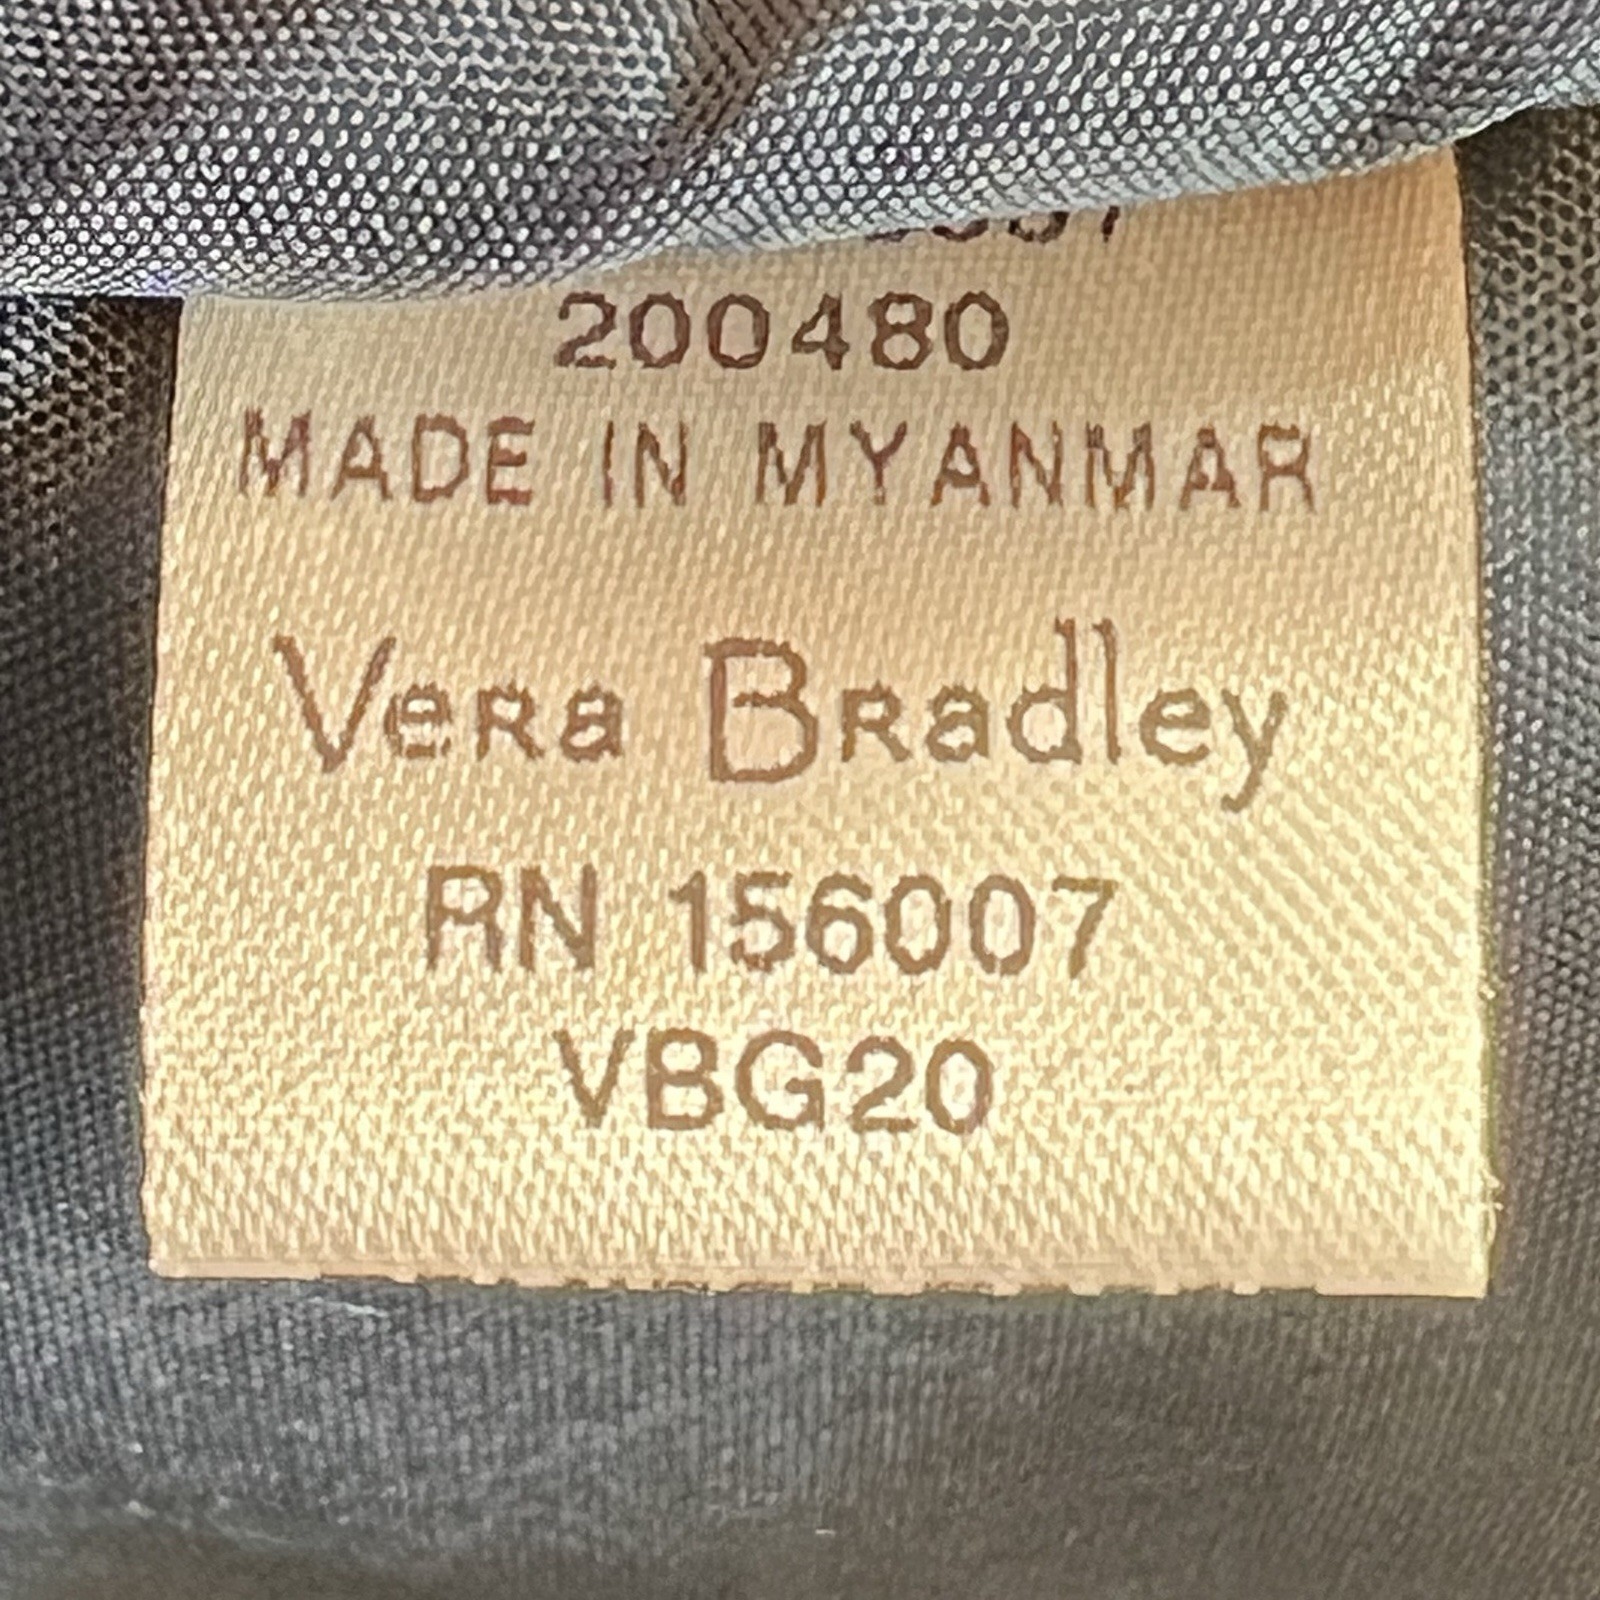 200480
MADE IN MYANMAR
Vera Bradley
RN 156007
VBG20